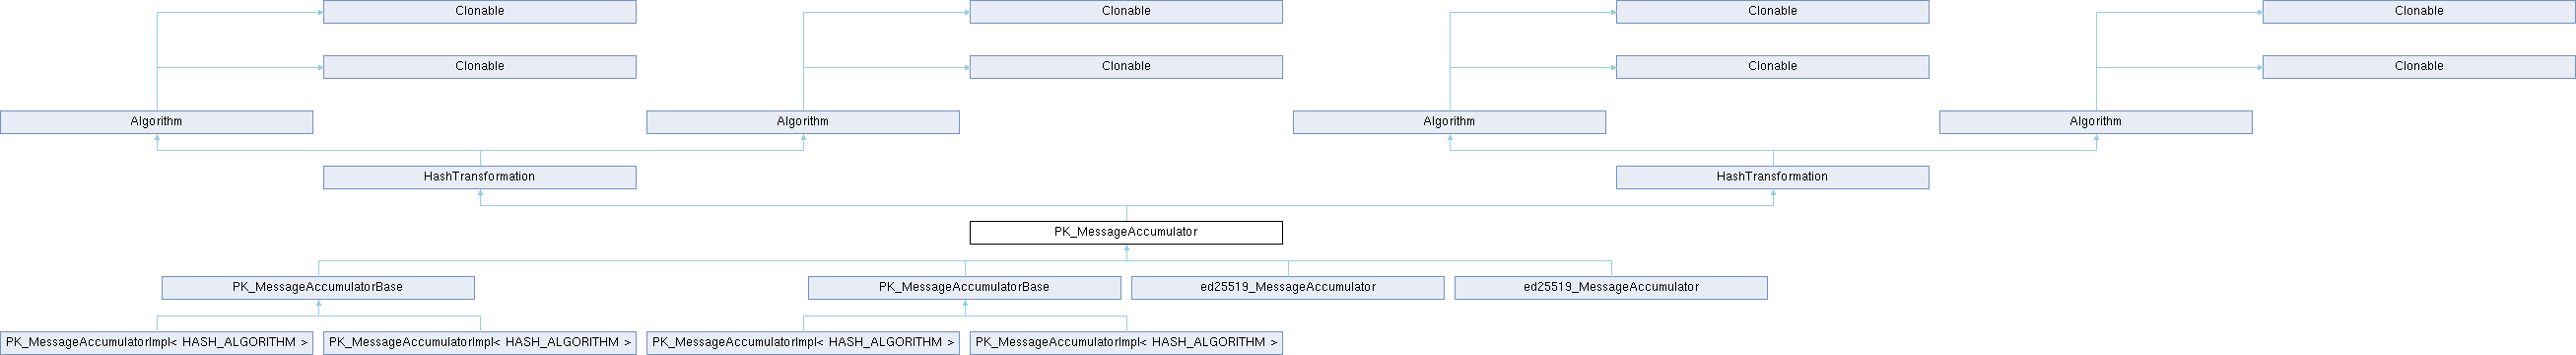 Clonable
Clonable
Clonable
Clonable
Clonable
Clonable
Clonable
Clonable
Algorithm
Algorithm
Algorithm
Algorithm
HashTransformation
HashTransformation
PK_MessageAccumulator
PK_MessageAccumulatorBase
PK_MessageAccumulatorBase
ed25519_MessageAccumulator
ed25519_MessageAccumulator
PK_MessageAccumulatorImpl< HASH_ALGORITHM >
PK_MessageAccumulatorImpl< HASH_ALGORITHM >
PK_MessageAccumulatorImpl< HASH_ALGORITHM >
PK_MessageAccumulatorImpl< HASH_ALGORITHM >